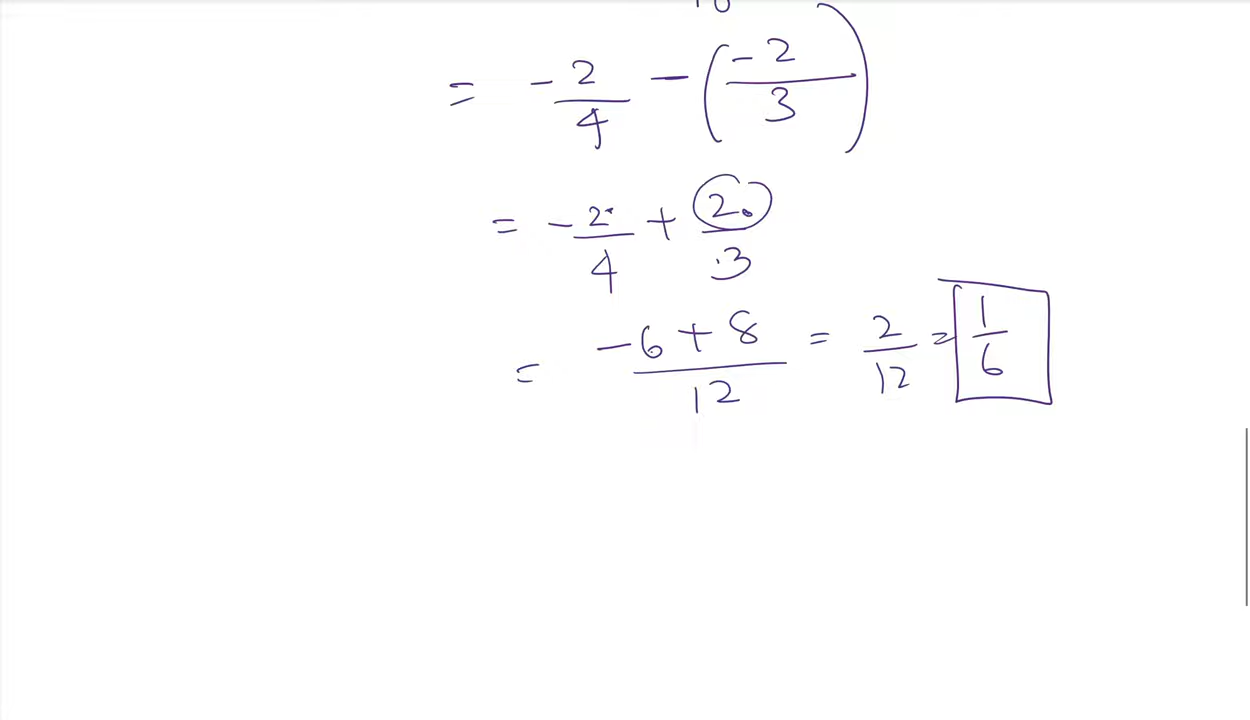 = -2/4 - (-2/3)
= -2/4 + 2/3
= -6+8/12 = 2/12 = 1/6